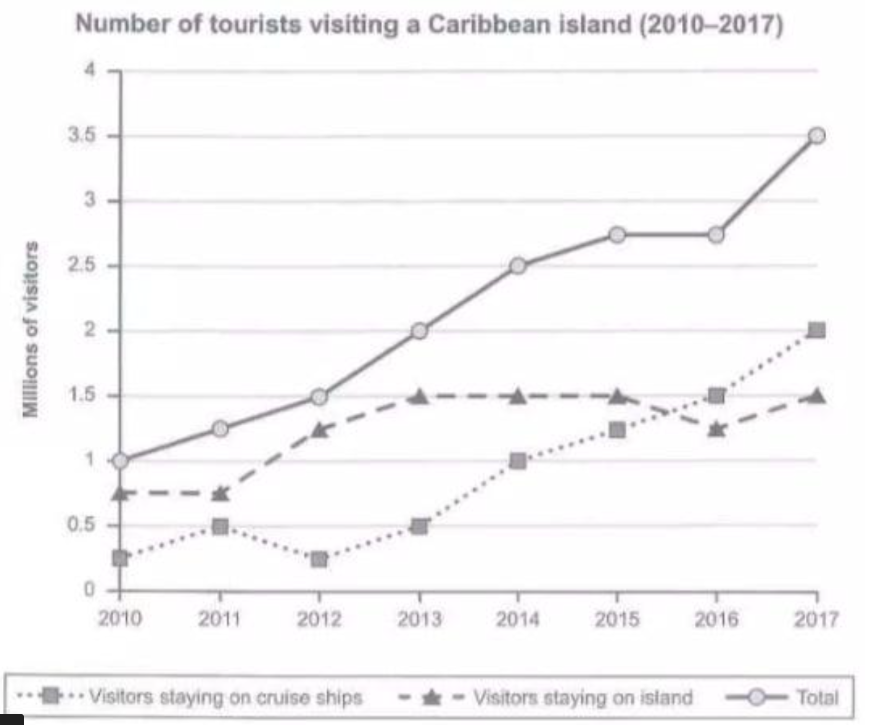 Number of tourists visiting a Caribbean island (2010–2017)
Millions of visitors
4
3.5
3
2.5
2
1.5
1
0.5
0
2010 2011 2012 2013 2014 2015 2016 2017
Visitors staying on cruise ships Visitors staying on island Total